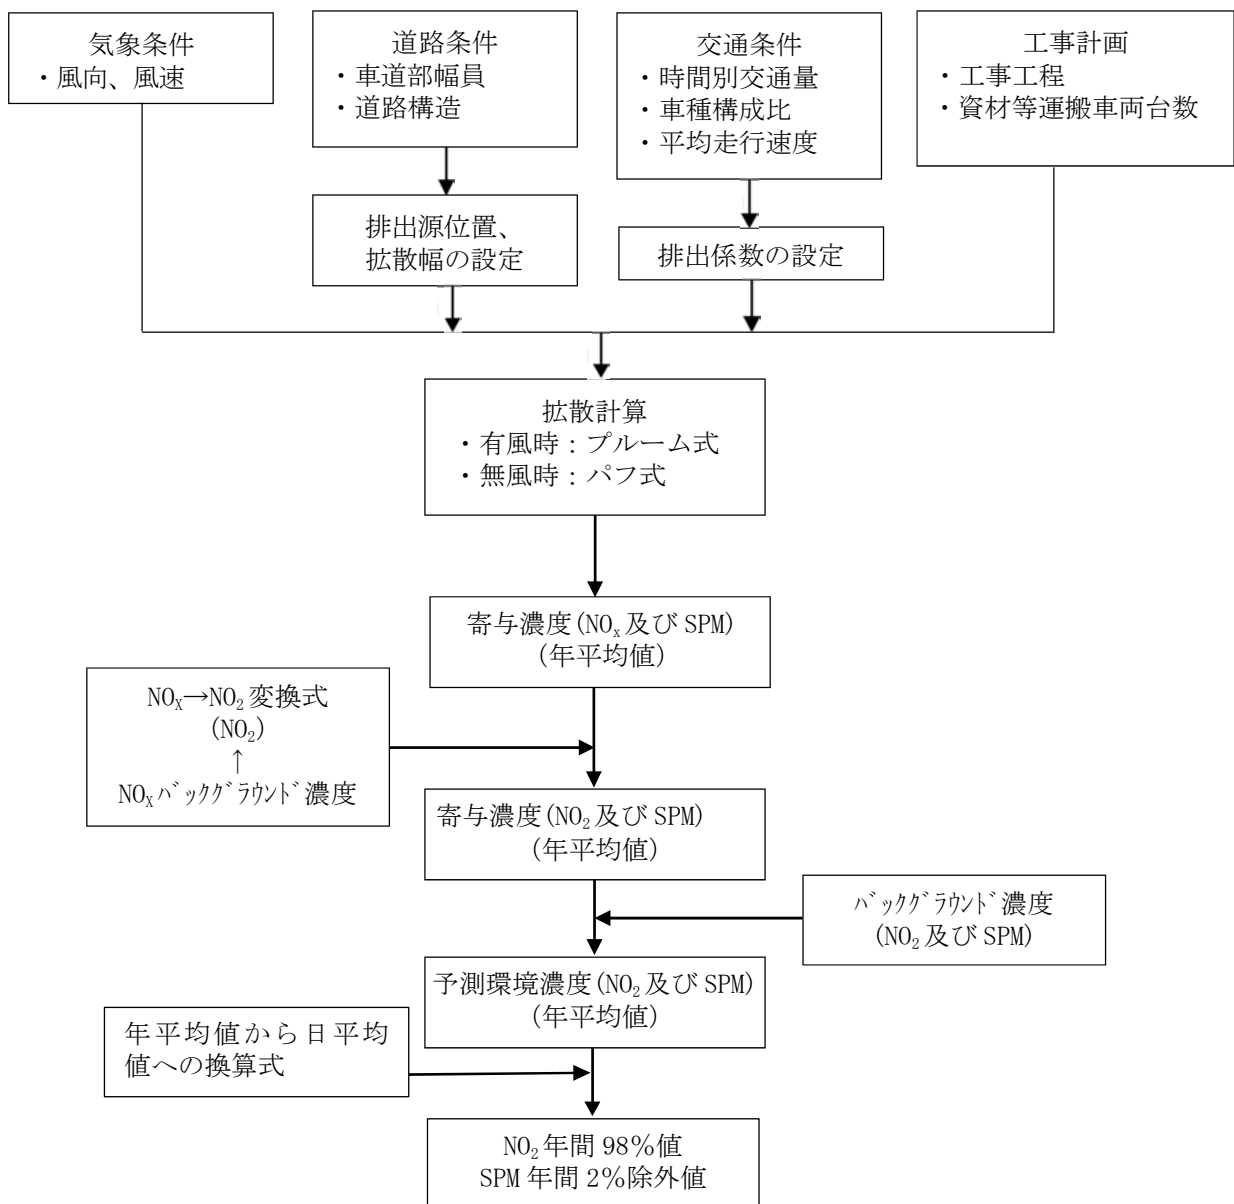 気象条件
・風向、風速
道路条件
・車道部幅員
・道路構造
交通条件
・時間別交通量
・車種構成比
・平均走行速度
工事計画
・工事工程
・資材等運搬車両台数
排出源位置、
拡散幅の設定
排出係数の設定
拡散計算
・有風時：プルーム式
・無風時：パフ式
寄与濃度(NOx及びSPM)
(年平均値)
NOX→NO2変換式
(NO2)
↑
NOXﾊﾞｯｸｸﾞﾗｳﾝﾄﾞ濃度
寄与濃度(NO2及びSPM)
(年平均値)
ﾊﾞｯｸｸﾞﾗｳﾝﾄﾞ濃度
(NO2及びSPM)
予測環境濃度(NO2及びSPM)
(年平均値)
年平均値から日平均
値への換算式
NO2年間98％値
SPM年間2％除外値